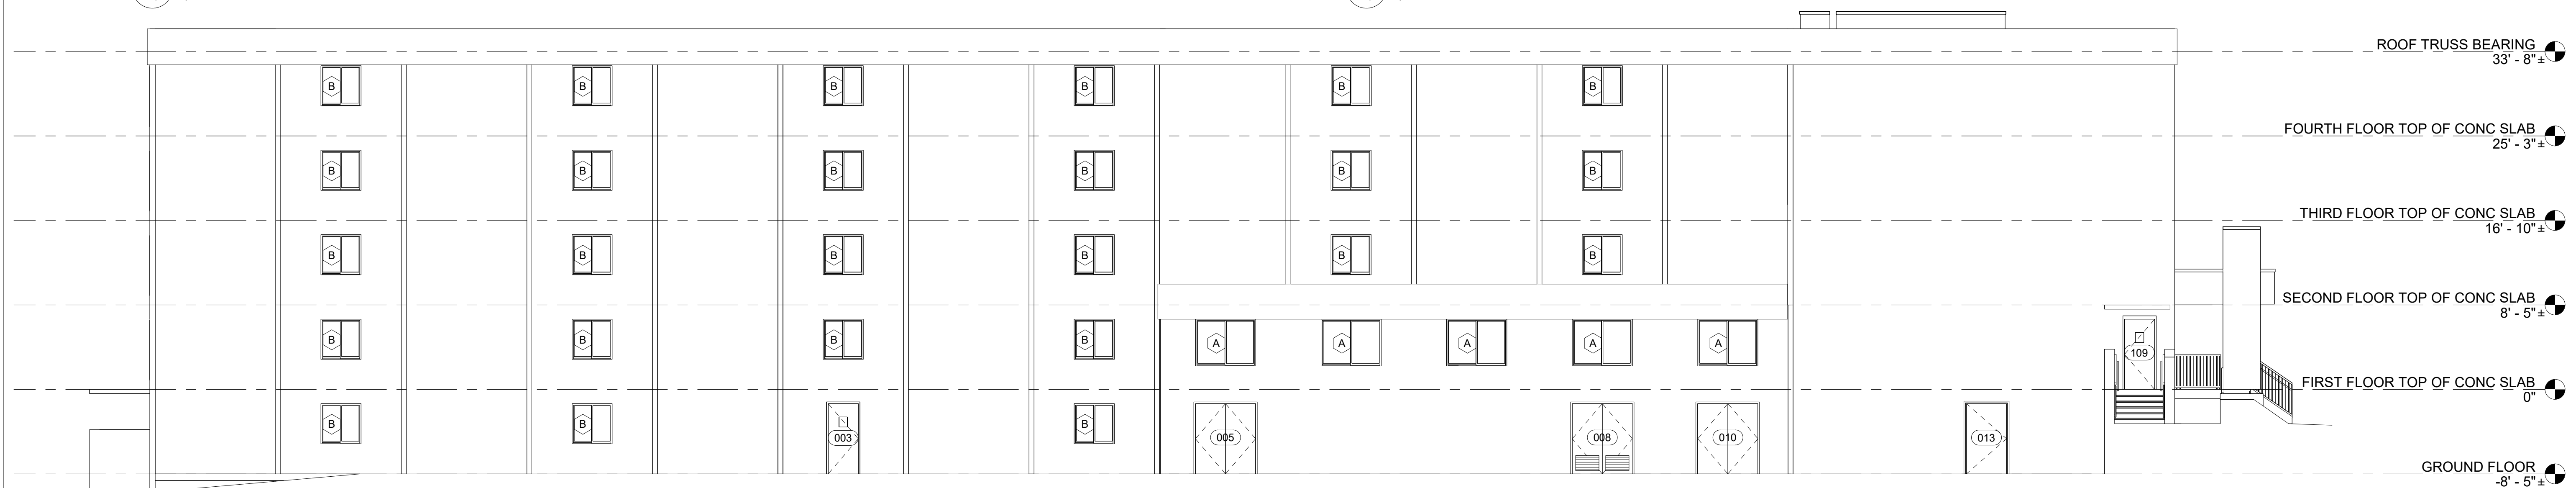 ROOF TRUSS BEARING
33' - 8"±
B B B B B B
FOURTH FLOOR TOP OF CONC SLAB
25' - 3"±
B B B B B B
THIRD FLOOR TOP OF CONC SLAB
16' - 10"±
B B B B B B
SECOND FLOOR TOP OF CONC SLAB
8' - 5"±
B B B B A A A A A 109
FIRST FLOOR TOP OF CONC SLAB
0"
B B 003 B 005 008 010 013
GROUND FLOOR
-8' - 5"±